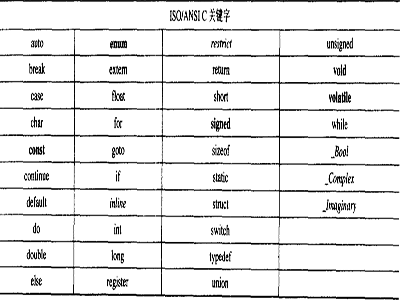 ISO/ANSI C 关键字
auto enum restrict unsigned
break extern return void
case float short volatile
char for signed while
const goto sizeof _Bool
continue if static _Complex
default inline struct _Imaginary
do int switch
double long typedef
else register union